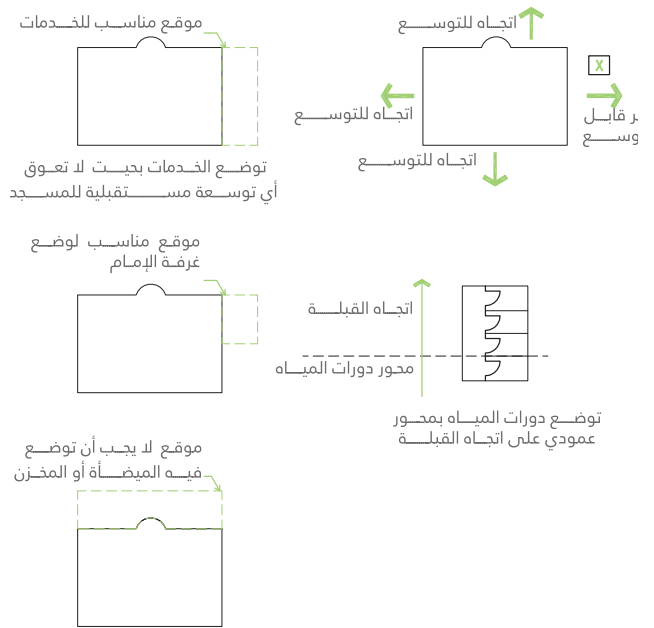 موقع مناسب للخدمات
توضع الخدمات بحيث لا تعوق
أي توسعة مستقبلية للمسجد
اتجاه للتوسع
اتجاه للتوسع
X
ر قابل
وسع
اتجاه للتوسع
موقع مناسب لوضع
غرفة الإمام
اتجاه القبلة
محور دورات المياه
توضع دورات المياه بمحور
عمودي على اتجاه القبلة
موقع لا يجب أن توضع
فيه الميضأة أو المخزن